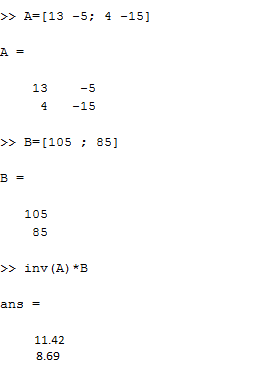 >> A=[13 -5; 4 -15]
A =
13 -5
4 -15
>> B=[105 ; 85]
B =
105
85
>> inv(A)*B
ans =
11.42
8.69